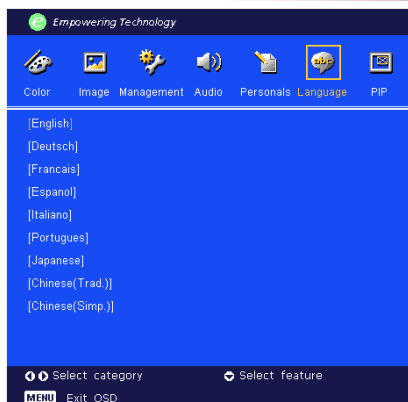 e Empowering Technology
abc
Color Image Management Audio Personals Language PIP
[English]
[Deutsch]
[Francais]
[Espanol]
[Italiano]
[Portugues]
[Japanese]
[Chinese(Trad.)]
[Chinese(Simp.)]
Select category Select feature
MENU Exit OSD